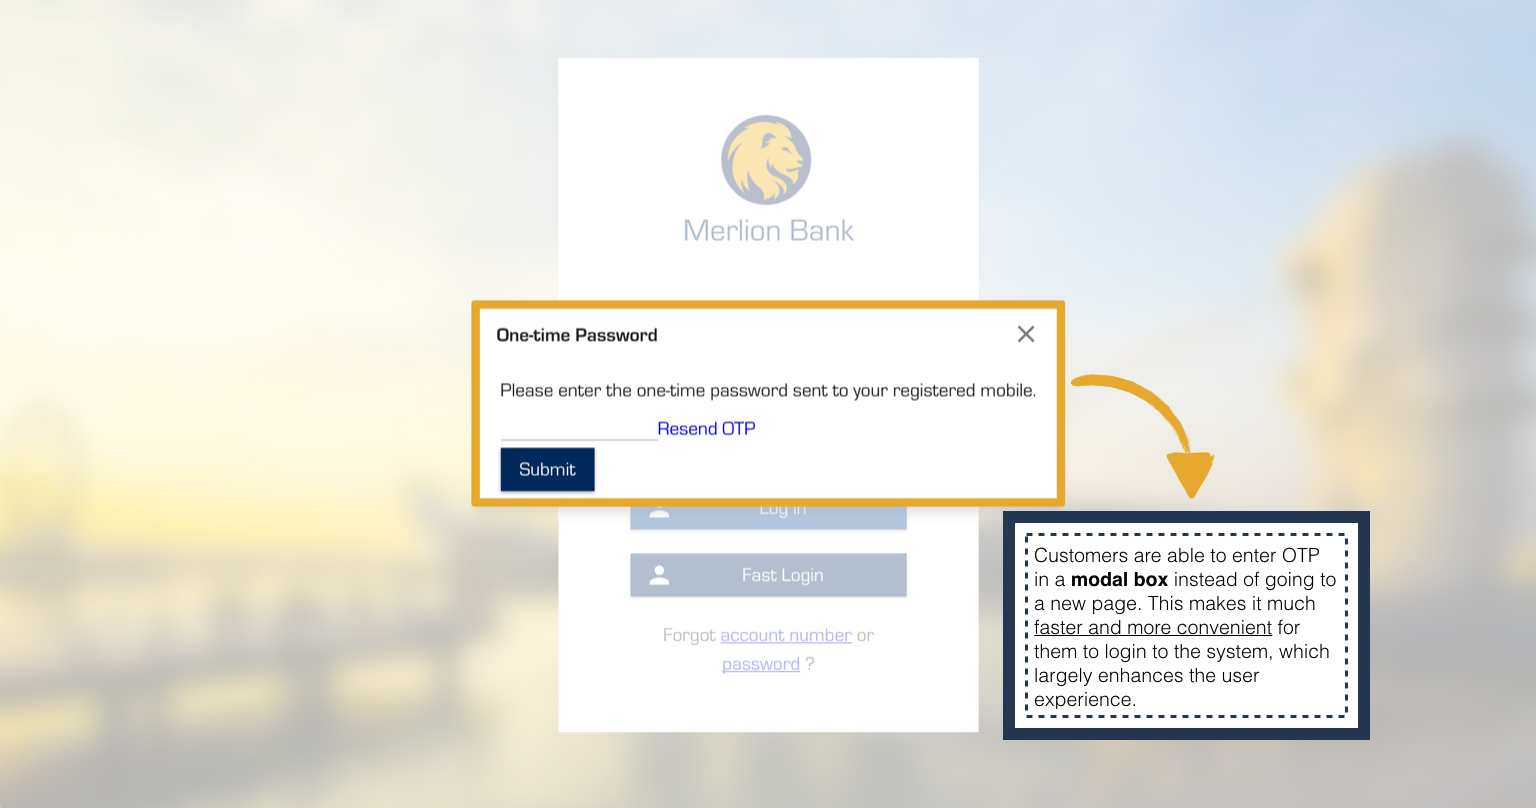 Merlion Bank
One-time Password
Please enter the one-time password sent to your registered mobile.
Resend OTP
Submit
Log in
Fast Login
Forgot account number or
password ?
Customers are able to enter OTP
in a modal box instead of going to
a new page. This makes it much
faster and more convenient for
them to login to the system, which
largely enhances the user
experience.